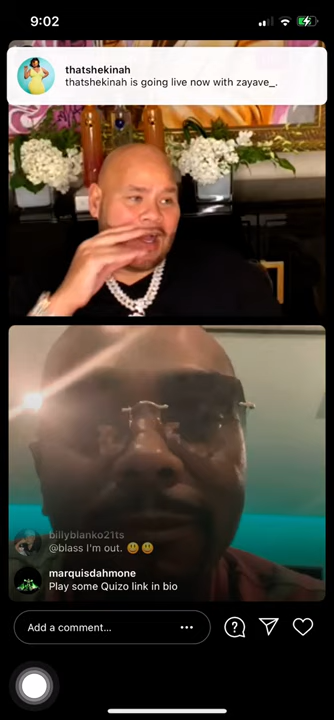 9:02
thatshekinah
thatshekinah is going live now with zayave_.
billyblanko21ts
@blass I'm out. 😃😃
marquisdahmone
Play some Quizo link in bio
Add a comment...